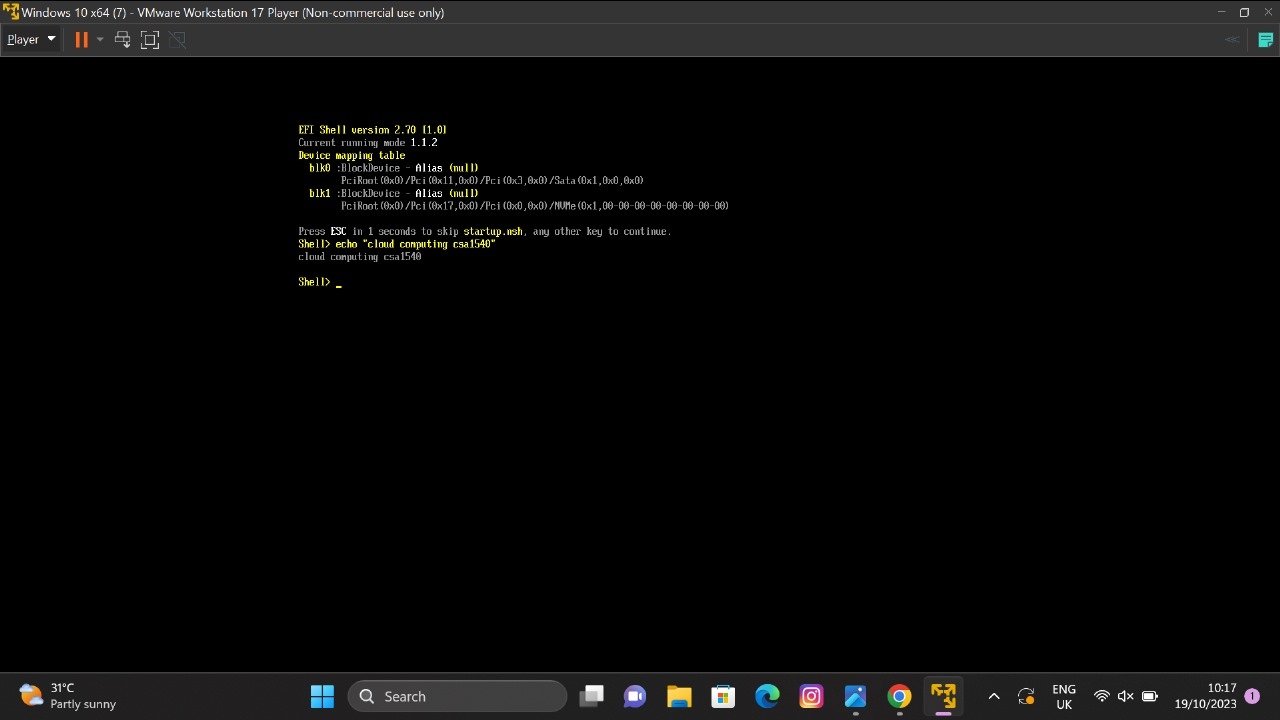 Windows 10 x64 (7) - VMware Workstation 17 Player (Non-commercial use only)
Player
EFI Shell version 2.70 [1.0]
Current running mode 1.1.2
Device mapping table
blk0 :BlockDevice - Alias (null)
PciRoot(0x0)/Pci(0x11,0x0)/Pci(0x3,0x0)/Sata(0x1,0x0,0x0)
blk1 :BlockDevice - Alias (null)
PciRoot(0x0)/Pci(0x17,0x0)/Pci(0x0,0x0)/NVMe(0x1,00-00-00-00-00-00-00-00)
Press ESC in 1 seconds to skip startup.nsh, any other key to continue.
Shell> echo "cloud computing csa1540"
cloud computing csa1540
Shell> _
31°C
Partly sunny
Search
ENG
UK
10:17
19/10/2023
1